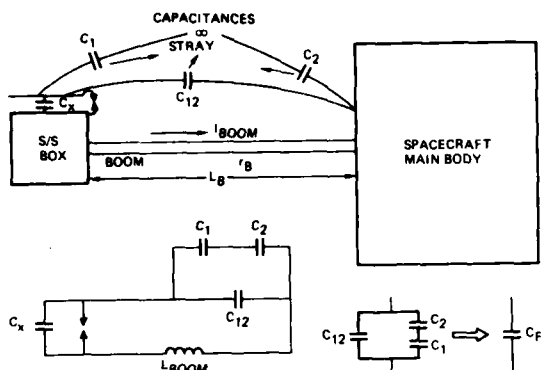 CAPACITANCES
∞
STRAY
C1
C2
C12
Cx
S/S
BOX
IBOOM
BOOM
rB
LB
SPACECRAFT
MAIN BODY
C1
C2
C12
Cx
LBOOM
C12
C2
C1
CF